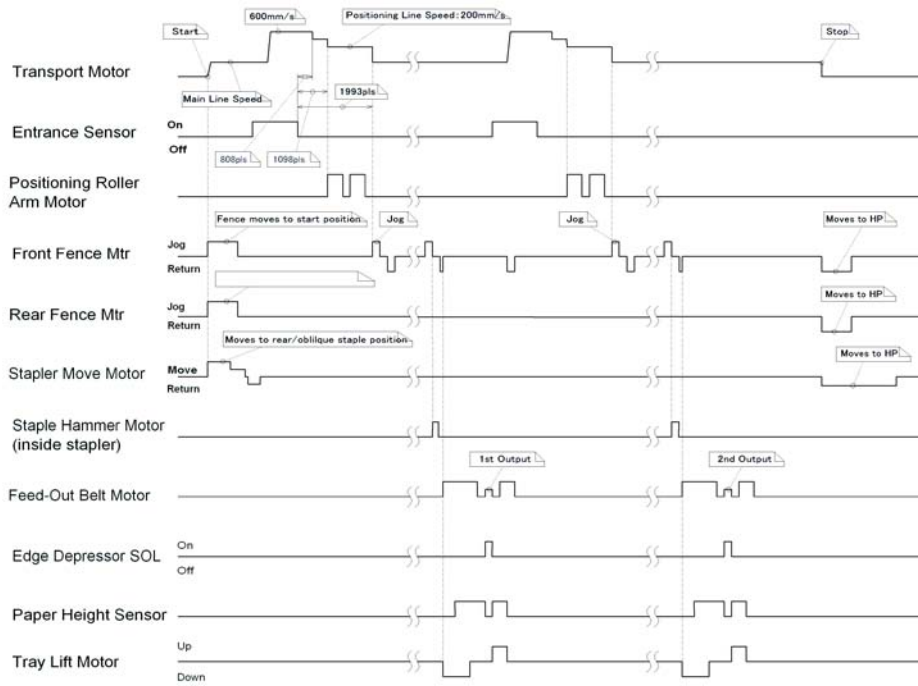 600mm/s
Positioning Line Speed:200mm/s
Start
Stop
Transport Motor
Main Line Speed
1993pls
Entrance Sensor
On
Off
808pls
1098pls
Positioning Roller
Arm Motor
Fence moves to start position
Jog
Jog
Moves to HP
Front Fence Mtr
Jog
Return
Rear Fence Mtr
Jog
Return
Moves to HP
Moves to rear/oblilque staple position
Stapler Move Motor
Move
Return
Moves to HP
Staple Hammer Motor
(inside stapler)
1st Output
2nd Output
Feed-Out Belt Motor
Edge Depressor SOL
On
Off
Paper Height Sensor
Tray Lift Motor
Up
Down